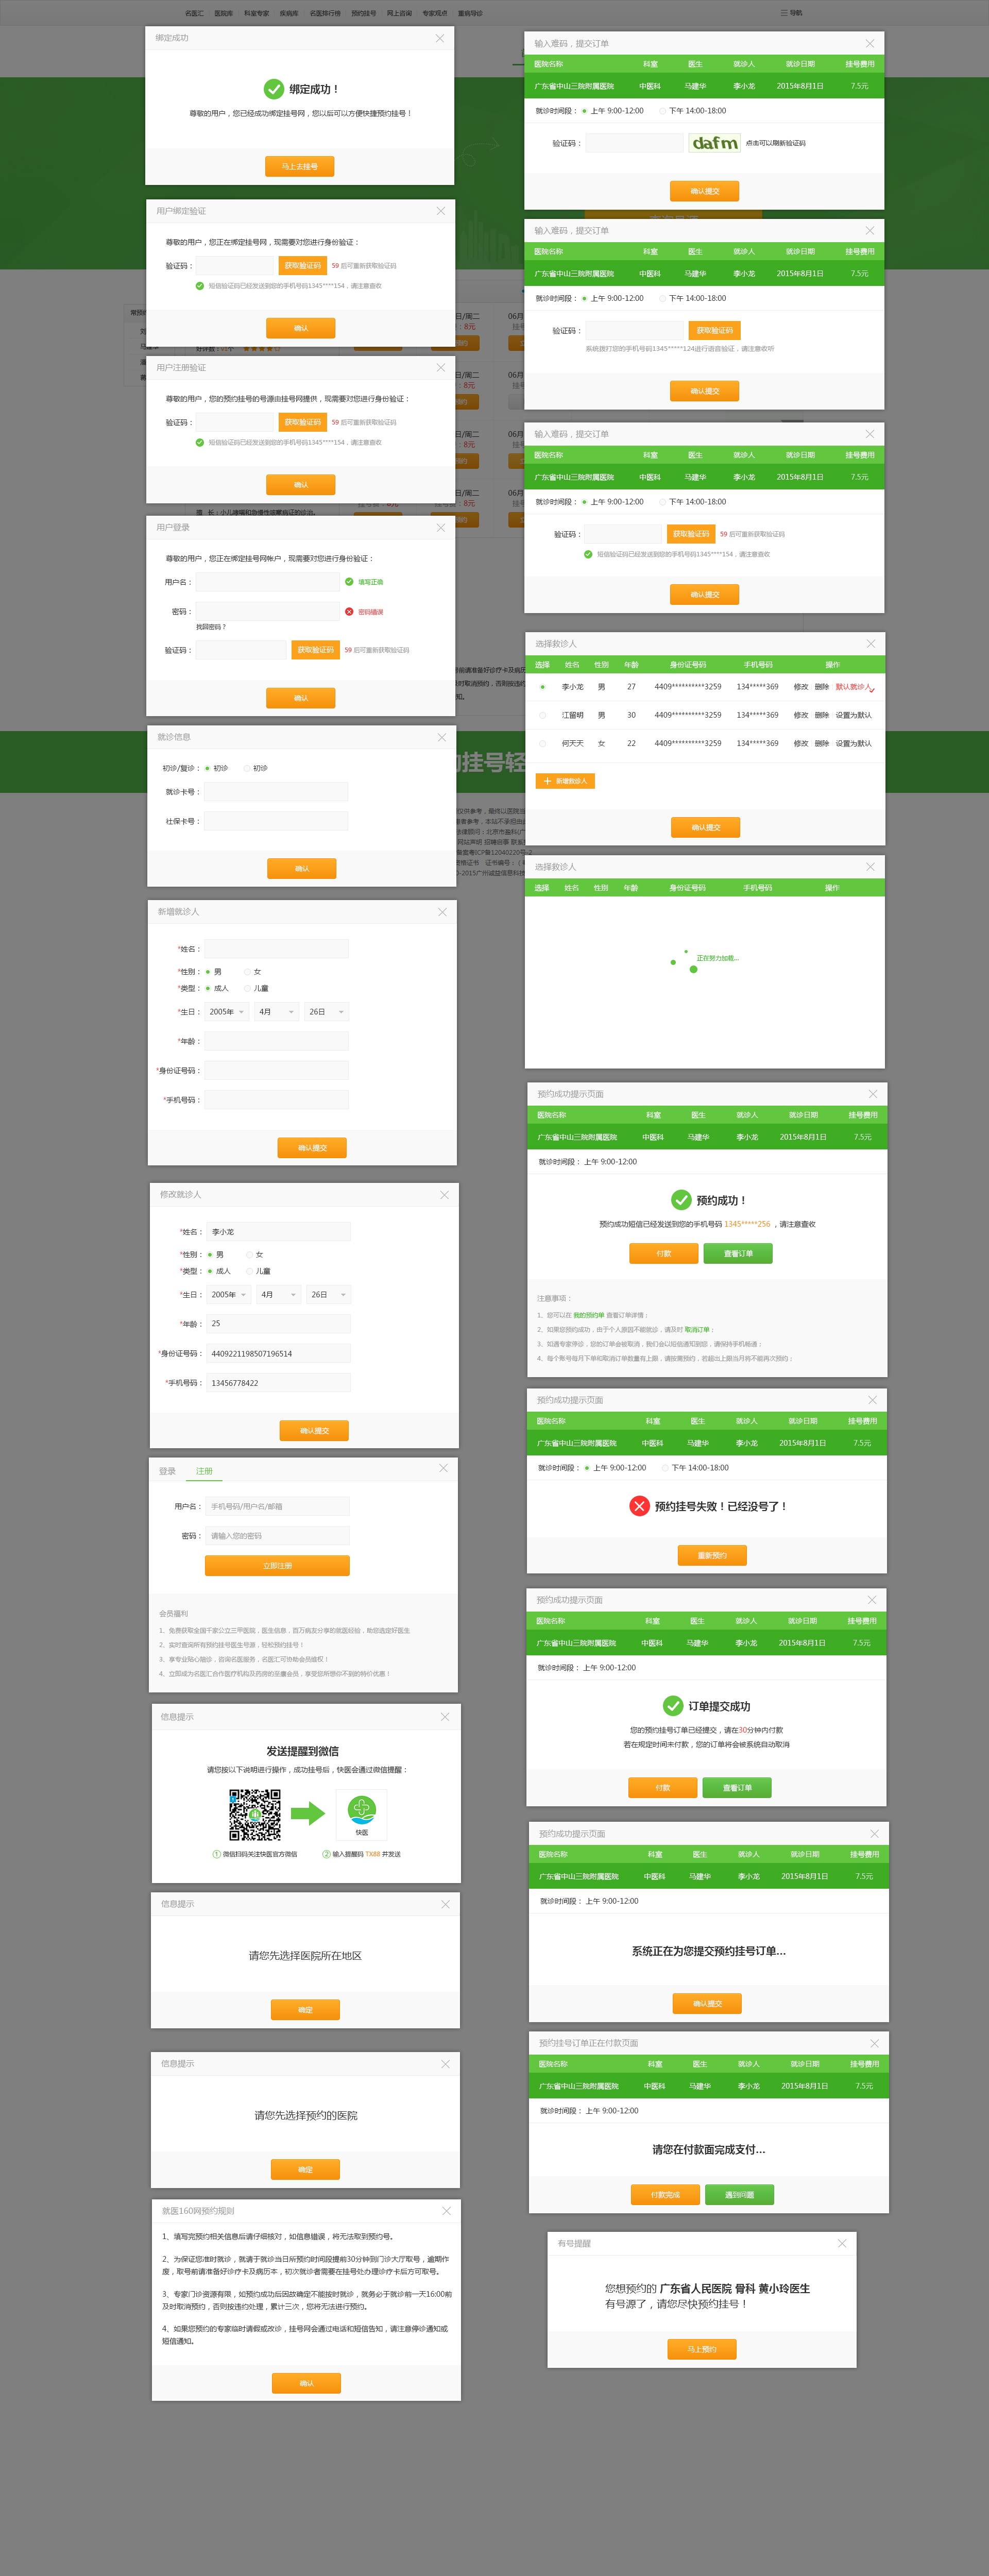 名医汇 医院库 科室专家 疾病库 名医排行榜 预约挂号 网上咨询 专家观点 重病导诊 导航
绑定成功
绑定成功！
尊敬的用户，您已经成功绑定挂号网，您以后可以方便快捷预约挂号！
马上去挂号
用户绑定验证
尊敬的用户，您正在绑定挂号网，现需要对您进行身份验证：
验证码： 获取验证码 59 后可重新获取验证码
短信验证码已经发送到您的手机号码1345****154，请注意查收
确认
用户注册验证
尊敬的用户，您的预约挂号的号源由挂号网提供，现需要对您进行身份验证：
验证码： 获取验证码 59 后可重新获取验证码
短信验证码已经发送到您的手机号码1345****154，请注意查收
确认
用户登录
尊敬的用户，您正在绑定挂号网帐户，现需要对您进行身份验证：
用户名： 填写正确
密码： 密码错误
找回密码？
验证码： 获取验证码 59 后可重新获取验证码
确认
就诊信息
初诊/复诊： 初诊 初诊
就诊卡号：
社保卡号：
确认
新增就诊人
*姓名：
*性别： 男 女
*类型： 成人 儿童
*生日： 2005年 4月 26日
*年龄：
*身份证号码：
*手机号码：
确认提交
修改就诊人
*姓名： 李小龙
*性别： 男 女
*类型： 成人 儿童
*生日： 2005年 4月 26日
*年龄： 25
*身份证号码： 4409221198507196514
*手机号码： 13456778422
确认提交
登录 注册
用户名： 手机号码/用户名/邮箱
密码： 请输入您的密码
立即注册
会员福利
1、免费获取全国千家公立三甲医院，医生信息，百万病友分享的就医经验，助您选定好医生
2、实时查询所有预约挂号医生号源，轻松预约挂号！
3、享专业贴心陪诊，咨询名医服务，名医汇可协助会员维权！
4、立即成为名医汇合作医疗机构及药房的至尊会员，享受您所想你不到的特价优惠！
信息提示
发送提醒到微信
请您按以下说明进行操作，成功挂号后，快医会通过微信提醒：
快医
1 微信扫码关注快医官方微信 2 输入提醒码 TX88 并发送
信息提示
请您先选择医院所在地区
确定
信息提示
请您先选择预约的医院
确定
就医160网预约规则
1、填写完预约相关信息后请仔细核对，如信息错误，将无法取到预约号。
2、为保证您准时就诊，就请于就诊当日所预约时间段提前30分钟到门诊大厅取号，逾期作
废，取号前请准备好诊疗卡及病历本，初次就诊者需要在挂号处办理诊疗卡后方可取号。
3、专家门诊资源有限，如预约成功后因故确定不能按时就诊，就务必于就诊前一天16:00前
及时取消预约，否则按违约处理，累计三次，您将无法进行预约。
4、如果您预约的专家临时请假或改诊，挂号网会通过电话和短信告知，请注意停诊通知或
短信通知。
确认
输入难码，提交订单
医院名称 科室 医生 就诊人 就诊日期 挂号费用
广东省中山三院附属医院 中医科 马建华 李小龙 2015年8月1日 7.5元
就诊时间段： 上午 9:00-12:00 下午 14:00-18:00
验证码： dafm 点击可以刷新验证码
确认提交
输入难码，提交订单
医院名称 科室 医生 就诊人 就诊日期 挂号费用
广东省中山三院附属医院 中医科 马建华 李小龙 2015年8月1日 7.5元
就诊时间段： 上午 9:00-12:00 下午 14:00-18:00
验证码： 获取验证码
系统拨打您的手机号码1345*****124进行语音验证，请注意收听
确认提交
输入难码，提交订单
医院名称 科室 医生 就诊人 就诊日期 挂号费用
广东省中山三院附属医院 中医科 马建华 李小龙 2015年8月1日 7.5元
就诊时间段： 上午 9:00-12:00 下午 14:00-18:00
验证码： 获取验证码 59 后可重新获取验证码
短信验证码已经发送到您的手机号码1345****154，请注意查收
确认提交
选择救诊人
选择 姓名 性别 年龄 身份证号码 手机号码 操作
李小龙 男 27 4409**********3259 134*****369 修改 删除 默认就诊人
江留明 男 30 4409**********3259 134*****369 修改 删除 设置为默认
何天天 女 22 4409**********3259 134*****369 修改 删除 设置为默认
新增救诊人
确认提交
选择救诊人
选择 姓名 性别 年龄 身份证号码 手机号码 操作
正在努力加载...
预约成功提示页面
医院名称 科室 医生 就诊人 就诊日期 挂号费用
广东省中山三院附属医院 中医科 马建华 李小龙 2015年8月1日 7.5元
就诊时间段： 上午 9:00-12:00
预约成功！
预约成功短信已经发送到您的手机号码 1345*****256 ，请注意查收
付款 查看订单
注意事项：
1、您可以在 我的预约单 查看订单详情；
2、如果您预约成功，由于个人原因不能就诊，请及时 取消订单；
3、如遇专家停诊，您的订单会被取消，我们会以短信通知到您，请保持手机畅通；
4、每个账号每月下单和取消订单数量有上限，请按需预约，若超出上限当月将不能再次预约；
预约成功提示页面
医院名称 科室 医生 就诊人 就诊日期 挂号费用
广东省中山三院附属医院 中医科 马建华 李小龙 2015年8月1日 7.5元
就诊时间段： 上午 9:00-12:00 下午 14:00-18:00
预约挂号失败！已经没号了！
重新预约
预约成功提示页面
医院名称 科室 医生 就诊人 就诊日期 挂号费用
广东省中山三院附属医院 中医科 马建华 李小龙 2015年8月1日 7.5元
就诊时间段： 上午 9:00-12:00
订单提交成功
您的预约挂号订单已经提交，请在30分钟内付款
若在规定时间未付款，您的订单将会被系统自动取消
付款 查看订单
预约成功提示页面
医院名称 科室 医生 就诊人 就诊日期 挂号费用
广东省中山三院附属医院 中医科 马建华 李小龙 2015年8月1日 7.5元
就诊时间段： 上午 9:00-12:00
系统正在为您提交预约挂号订单...
确认提交
预约挂号订单正在付款页面
医院名称 科室 医生 就诊人 就诊日期 挂号费用
广东省中山三院附属医院 中医科 马建华 李小龙 2015年8月1日 7.5元
就诊时间段： 上午 9:00-12:00
请您在付款面完成支付...
付款完成 遇到问题
有号提醒
您想预约的 广东省人民医院 骨科 黄小玲医生
有号源了，请您尽快预约挂号！
马上预约